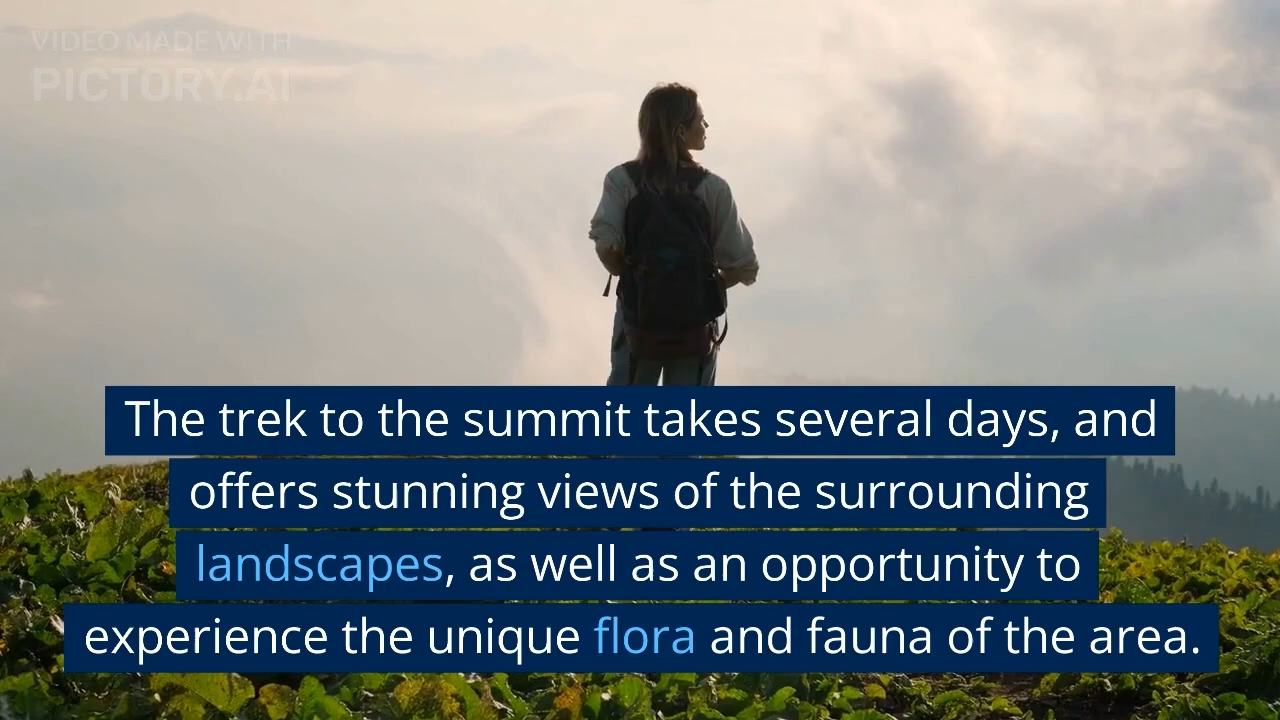 VIDEO MADE WITH
PICTORY.AI
The trek to the summit takes several days, and
offers stunning views of the surrounding
landscapes, as well as an opportunity to
experience the unique flora and fauna of the area.